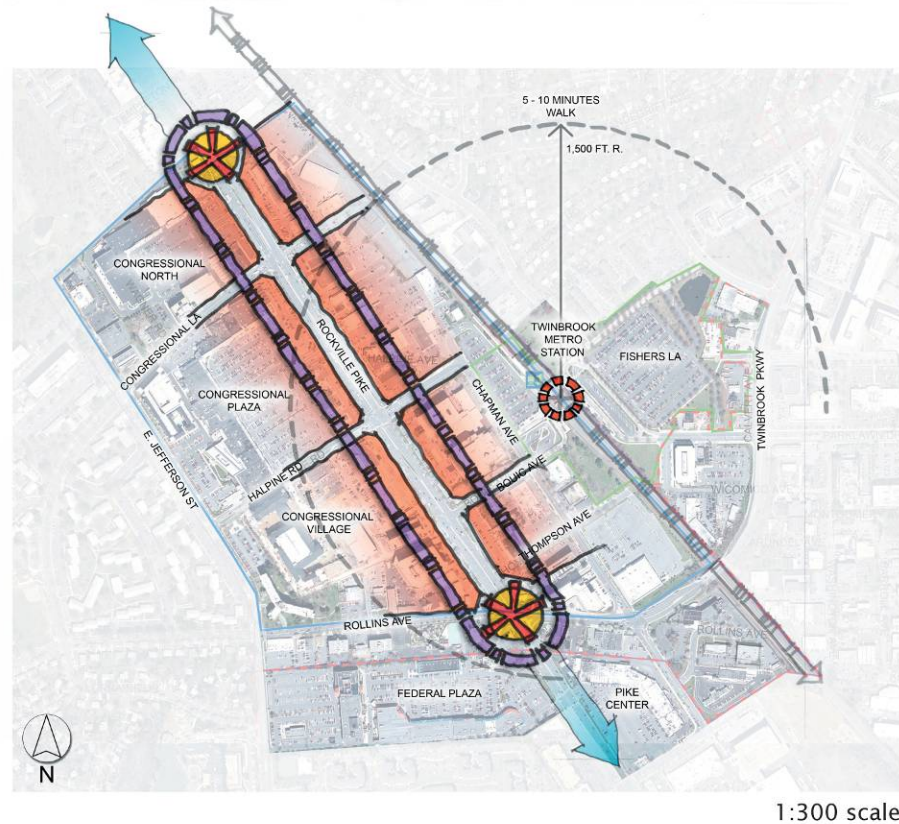 5 - 10 MINUTES
WALK
1,500 FT. R.
CONGRESSIONAL
NORTH
CONGRESSIONAL LA
ROCKVILLE PIKE
TWINBROOK
METRO
STATION
FISHERS LA
TWINBROOK PKWY
CONGRESSIONAL
PLAZA
CHAPMAN AVE
E. JEFFERSON ST
HALPINE RD
BOUIC AVE
CONGRESSIONAL
VILLAGE
THOMPSON AVE
ROLLINS AVE
ROLLINS AVE
FEDERAL PLAZA
PIKE
CENTER
N
1:300 scale